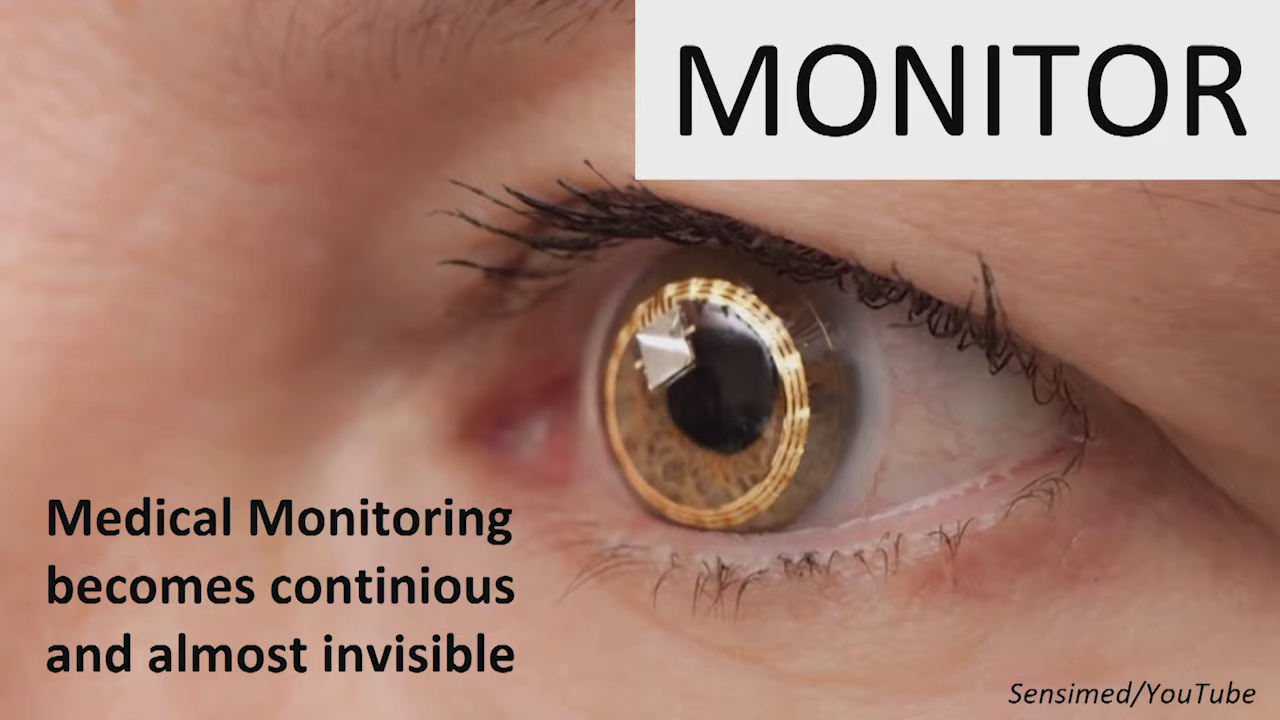 MONITOR
Medical Monitoring
becomes continious
and almost invisible
Sensimed/YouTube